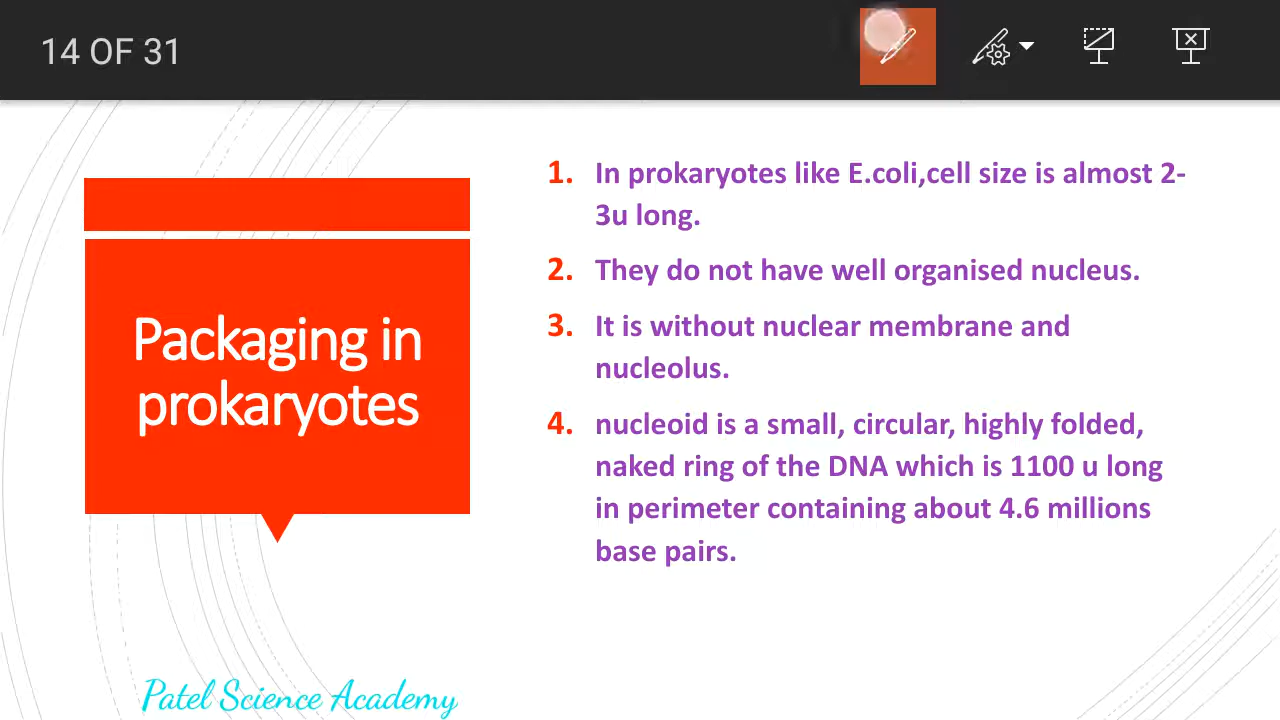 14 OF 31
Packaging in
prokaryotes
1. In prokaryotes like E.coli,cell size is almost 2-
3u long.
2. They do not have well organised nucleus.
3. It is without nuclear membrane and
nucleolus.
4. nucleoid is a small, circular, highly folded,
naked ring of the DNA which is 1100 u long
in perimeter containing about 4.6 millions
base pairs.
Patel Science Academy